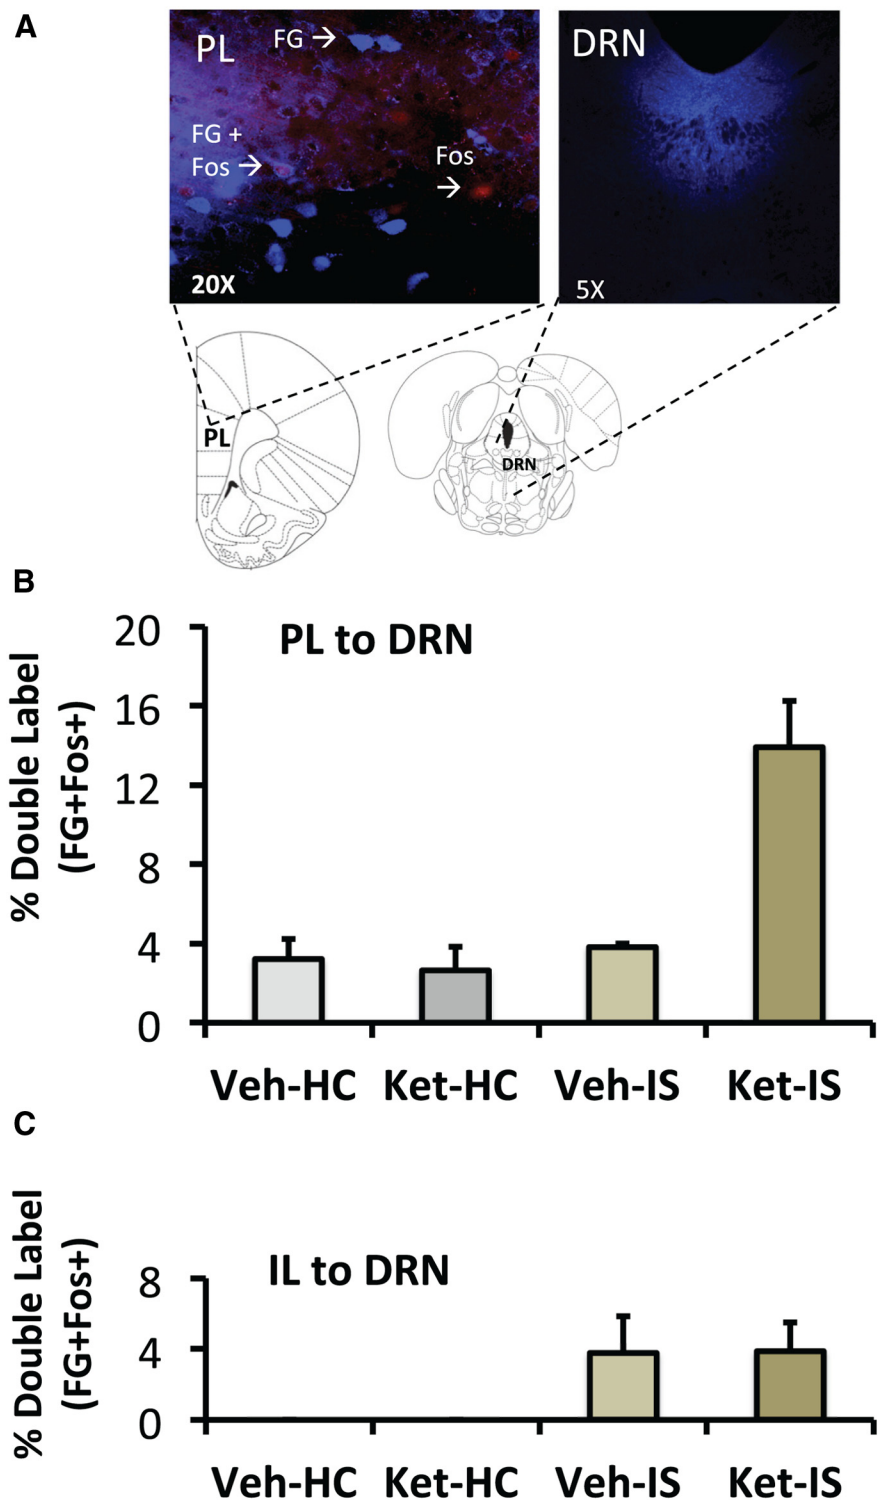 A
PL
FG →
FG +
Fos →
Fos
→
20X
DRN
5X
PL
DRN
B
PL to DRN
% Double Label
(FG+Fos+)
20
16
12
8
4
0
Veh-HC Ket-HC Veh-IS Ket-IS
C
IL to DRN
% Double Label
(FG+Fos+)
8
4
0
Veh-HC Ket-HC Veh-IS Ket-IS